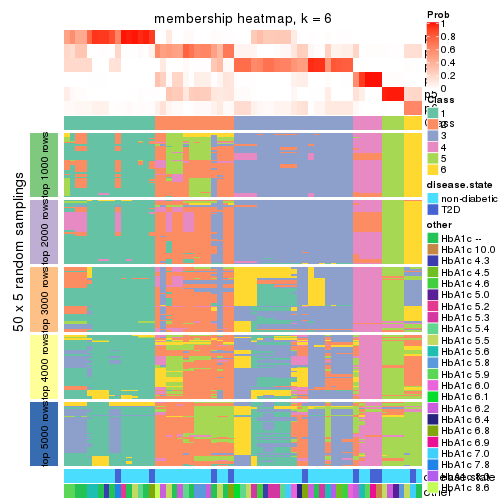 membership heatmap, k = 6
Prob
1
0.8
0.6
0.4
0.2
0
Class
1
2
3
4
5
6
disease.state
non-diabetic
T2D
other
HbA1c --
HbA1c 10.0
HbA1c 4.3
HbA1c 4.5
HbA1c 4.6
HbA1c 5.0
HbA1c 5.2
HbA1c 5.3
HbA1c 5.4
HbA1c 5.5
HbA1c 5.6
HbA1c 5.8
HbA1c 5.9
HbA1c 6.0
HbA1c 6.1
HbA1c 6.2
HbA1c 6.4
HbA1c 6.8
HbA1c 6.9
HbA1c 7.0
HbA1c 7.8
HbA1c 8.6
other
50 x 5 random samplings
top 1000 rows
top 2000 rows
top 3000 rows
top 4000 rows
top 5000 rows